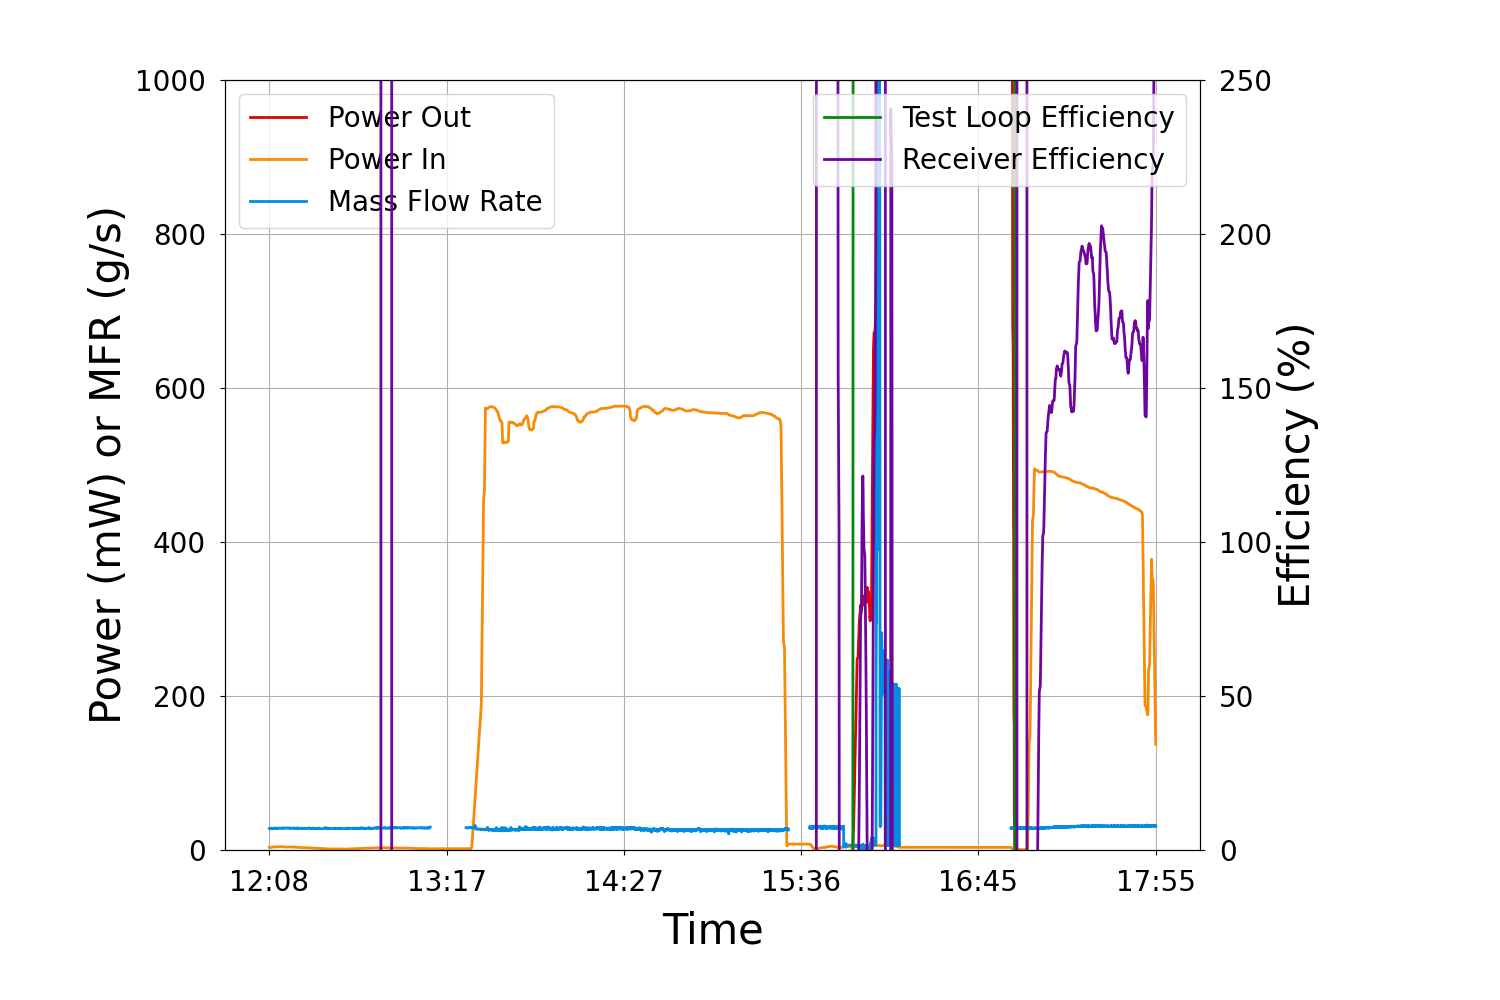 1000
800
600
400
200
0
Power (mW) or MFR (g/s)
Power Out
Power In
Mass Flow Rate
Test Loop Efficiency
Receiver Efficiency
250
200
150
100
50
0
Efficiency (%)
12:08 13:17 14:27 15:36 16:45 17:55
Time